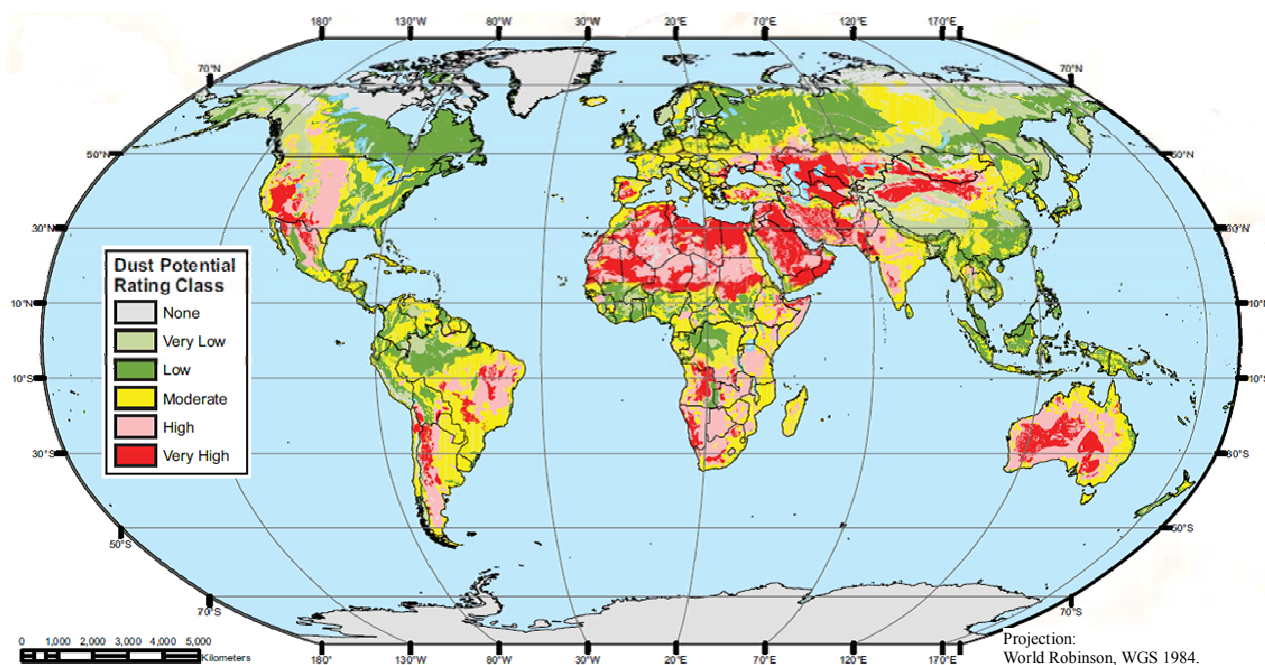 180° 130°W 80°W 30°W 20°E 70°E 120°E 170°E
70°N 70°N
50°N 50°N
30°N 30°N
10°N 10°N
10°S 10°S
30°S 30°S
50°S 50°S
70°S 70°S
Dust Potential
Rating Class
None
Very Low
Low
Moderate
High
Very High
0 1,000 2,000 3,000 4,000 5,000
Kilometers
180° 130°W 80°W 30°W 20°E 70°E 120°E 170°E
Projection:
World Robinson, WGS 1984.